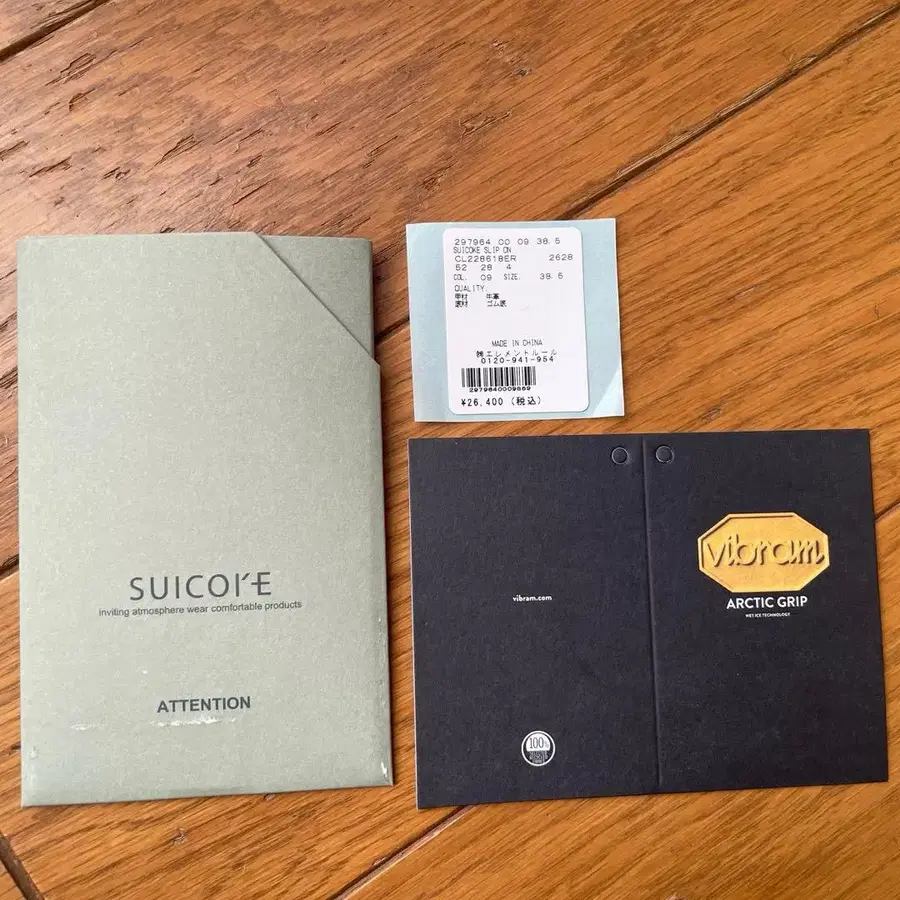 SUICOKE
inviting atmosphere wear comfortable products
ATTENTION
297964 00 09 38.5
SUICOKE SLIP ON
CL228618ER 2628
52 28 4
COL. 09 SIZE. 38.5
QUALITY.
甲材 牛革
底材 ゴム底
MADE IN CHINA
㈱エレメントルール
0120-941-954
2979640009869
¥26,400 (税込)
vibram.com
100%
vibram
ARCTIC GRIP
WET ICE TECHNOLOGY